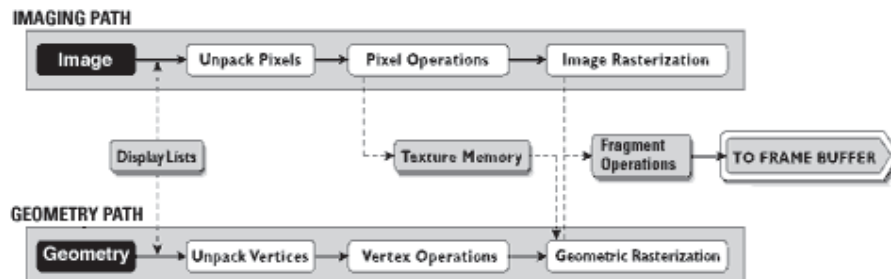 IMAGING PATH
Image
Unpack Pixels
Pixel Operations
Image Rasterization
Display Lists
Texture Memory
Fragment
Operations
TO FRAME BUFFER
GEOMETRY PATH
Geometry
Unpack Vertices
Vertex Operations
Geometric Rasterization